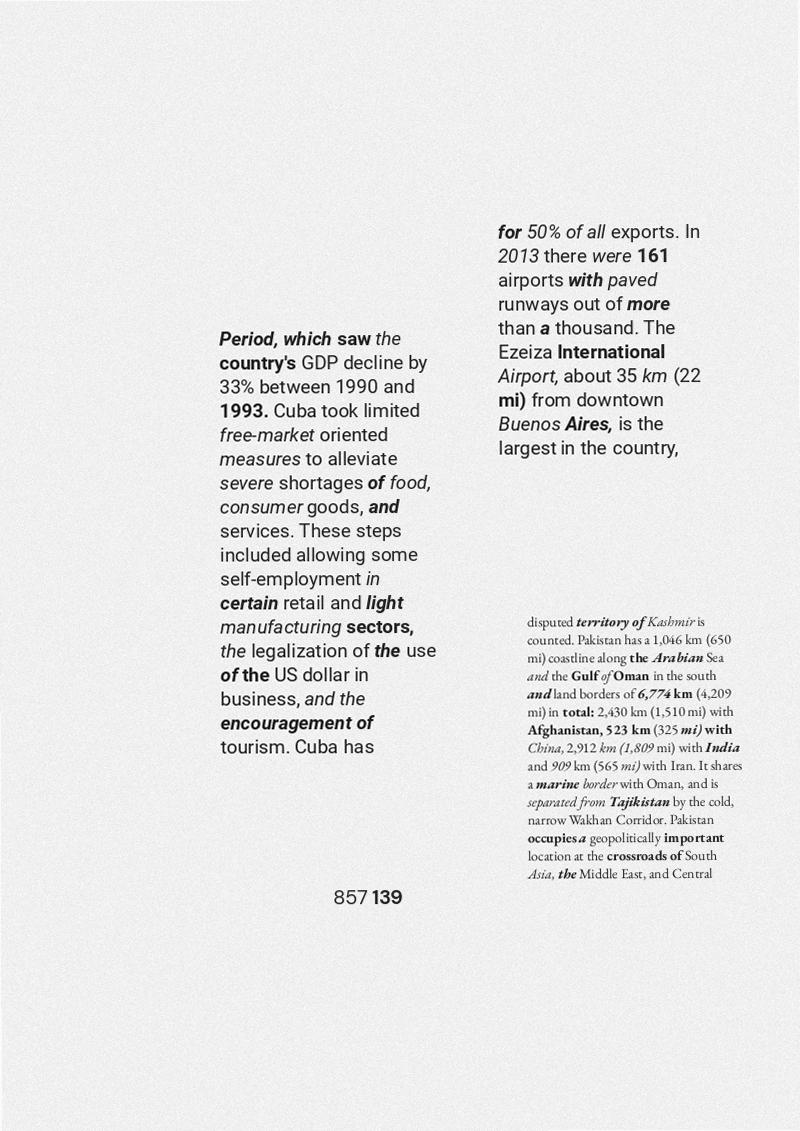 Period, which saw the
country's GDP decline by
33% between 1990 and
1993. Cuba took limited
free-market oriented
measures to alleviate
severe shortages of food,
consumer goods, and
services. These steps
included allowing some
self-employment in
certain retail and light
manufacturing sectors,
the legalization of the use
of the US dollar in
business, and the
encouragement of
tourism. Cuba has
for 50% of all exports. In
2013 there were 161
airports with paved
runways out of more
than a thousand. The
Ezeiza International
Airport, about 35 km (22
mi) from downtown
Buenos Aires, is the
largest in the country,
disputed territory of Kashmir is
counted. Pakistan has a 1,046 km (650
mi) coastline along the Arabian Sea
and the Gulf of Oman in the south
and land borders of 6,774 km (4,209
mi) in total: 2,430 km (1,510 mi) with
Afghanistan, 523 km (325 mi) with
China, 2,912 km (1,809 mi) with India
and 909 km (565 mi) with Iran. It shares
a marine border with Oman, and is
separated from Tajikistan by the cold,
narrow Wakhan Corridor. Pakistan
occupies a geopolitically important
location at the crossroads of South
Asia, the Middle East, and Central
857 139